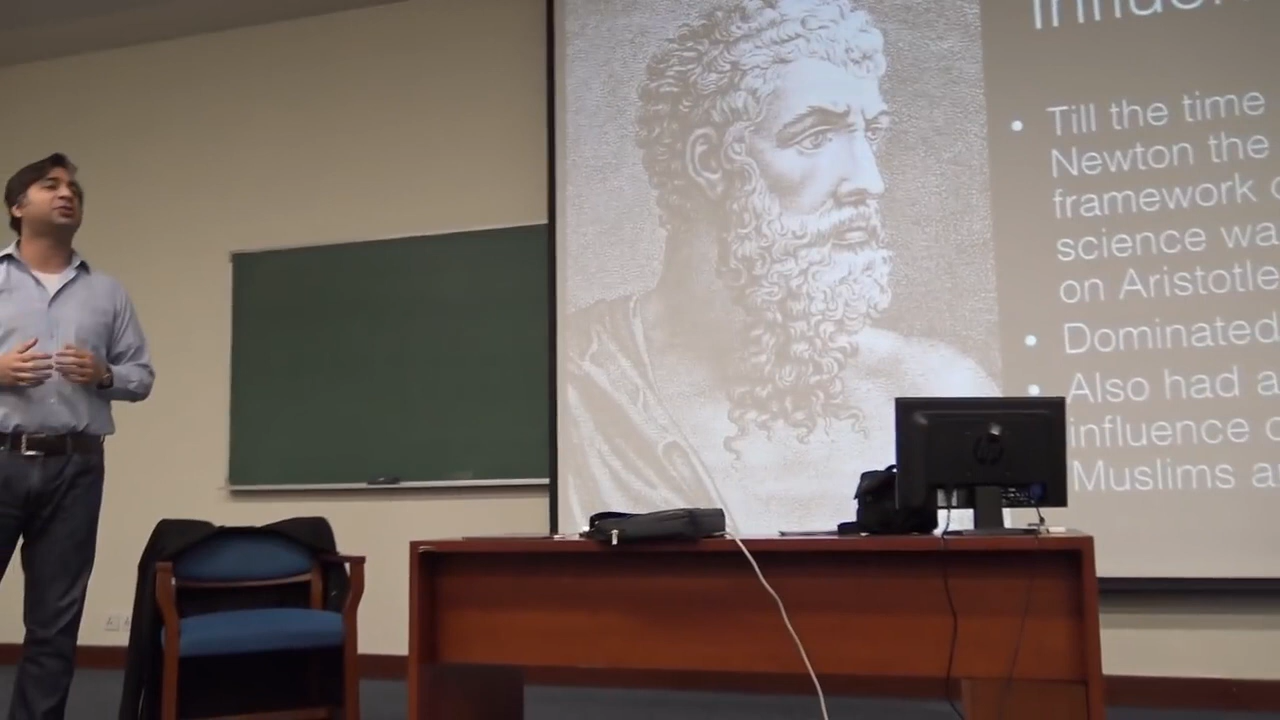 Influen
Till the time
Newton the
framework
science wa
on Aristotle
Dominated
Also had a
influence
Muslims a
hp